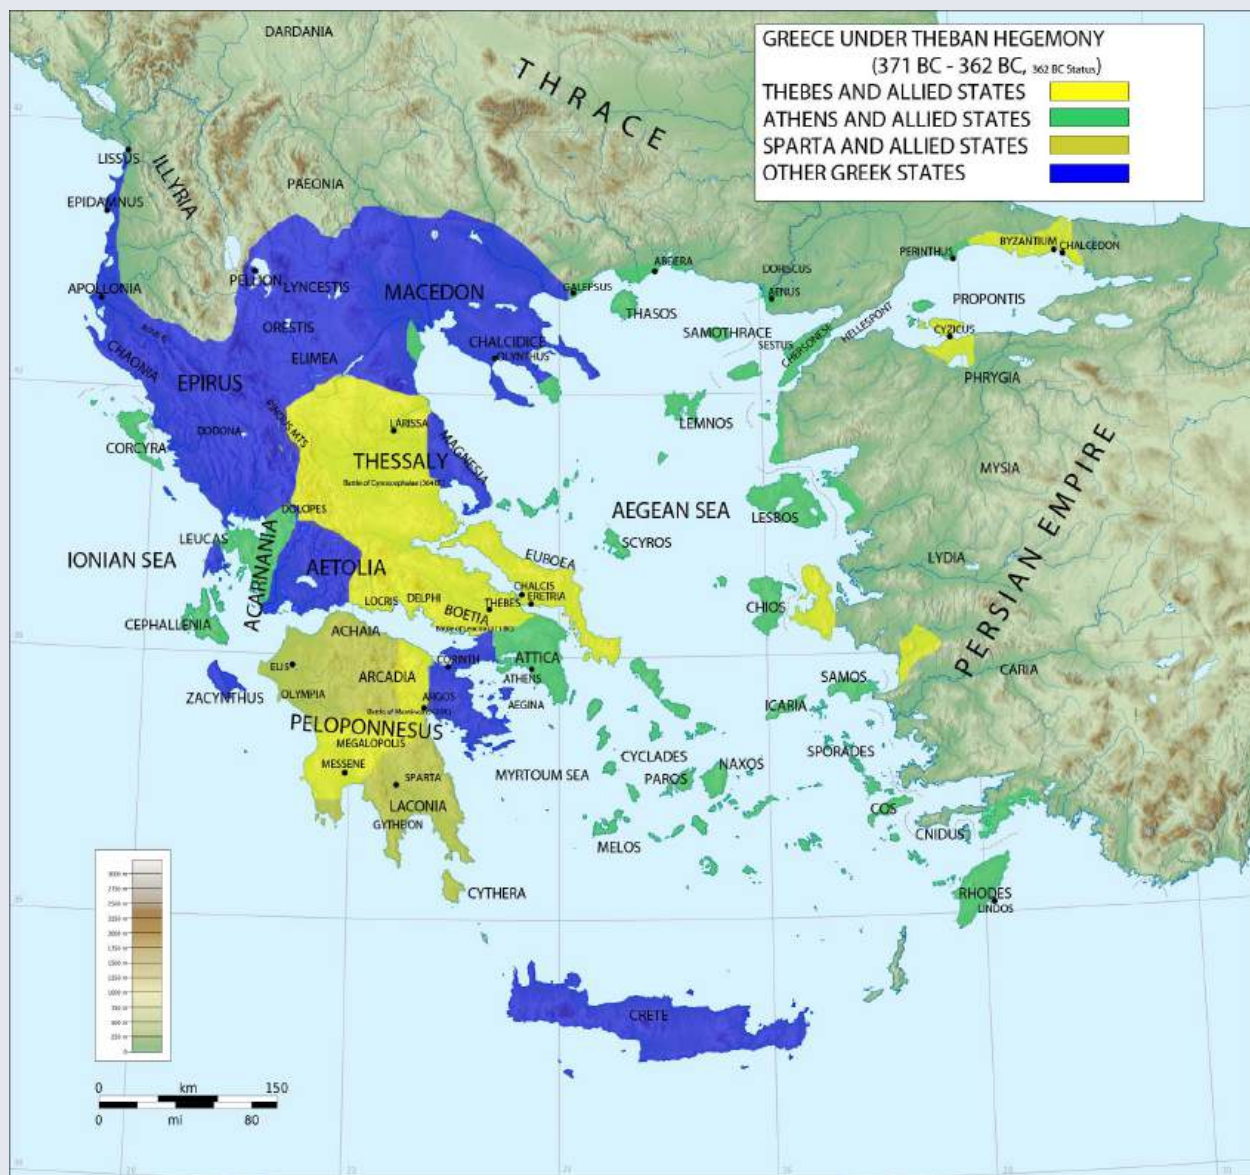 GREECE UNDER THEBAN HEGEMONY
(371 BC - 362 BC, 362 BC Status)
THEBES AND ALLIED STATES
ATHENS AND ALLIED STATES
SPARTA AND ALLIED STATES
OTHER GREEK STATES
DARDANIA
THRACE
LISSUS
ILLYRIA
PAEONIA
EPIDAMNUS
BYZANTIUM
CHALCEDON
PERINTHUS
ABDERA
DORISCUS
PELLION
LYNCESTIS
MACEDON
GALEPSUS
AENUS
PROPONTIS
APOLLONIA
THASOS
ORESTIS
SAMOTHRACE
SESTUS
CHERSONESE
HELLESPONT
CYZICUS
CHALCIDICE
OLYNTHUS
CHAONIA
ELIMEA
EPIRUS
PHRYGIA
PINDUS MTS
LARISSA
LEMNOS
DODONA
CORCYRA
THESSALY
MAGNESIA
MYSIA
PERSIAN EMPIRE
DOLOPES
AEGEAN SEA
LESBOS
LEUCAS
SCYROS
IONIAN SEA
ACARNANIA
AETOLIA
EUBOEA
LYDIA
CHALCIS
LOCRIS
DELPHI
THEBES
ERETRIA
BOETIA
CHIOS
CEPHALLENIA
ACHAIA
CORINTH
ATTICA
ELIS
ARCADIA
ATHENS
CARIA
ZACYNTHUS
OLYMPIA
ARGOS
AEGINA
SAMOS
ICARIA
PELOPONNESUS
MEGALOPOLIS
CYCLADES
SPORADES
MESSENE
SPARTA
MYRTOUM SEA
PAROS
NAXOS
LACONIA
GYTHEION
COS
CNIDUS
MELOS
CYTHERA
RHODES
LINDOS
CRETE
0 km 150
0 mi 80